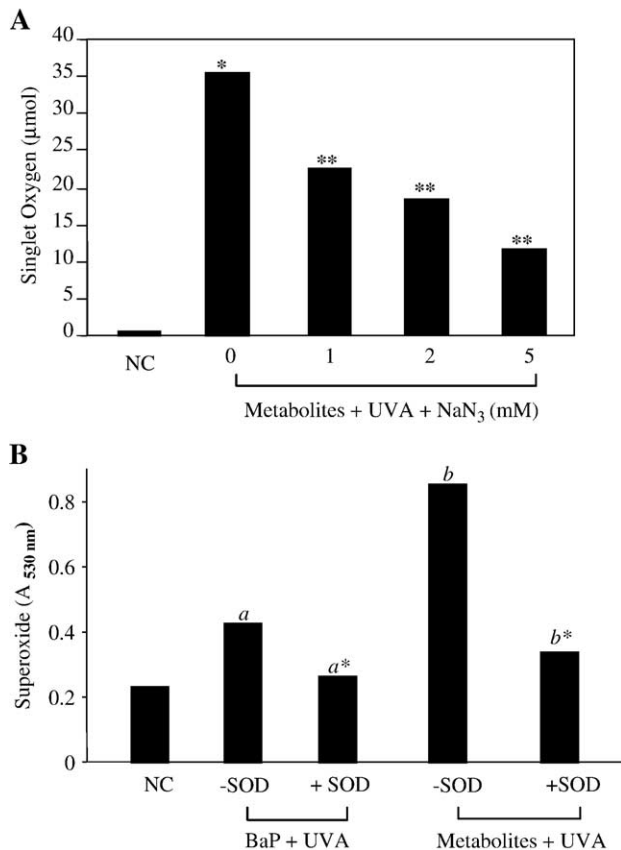 A
Singlet Oxygen (µmol)
40
35
30
25
20
15
10
5
0
*
**
**
**
NC
0
1
2
5
Metabolites + UVA + NaN₃ (mM)
B
Superoxide (A 530 nm)
0.8
0.6
0.4
0.2
0
a
a*
b
b*
NC
-SOD
+ SOD
-SOD
+SOD
BaP + UVA
Metabolites + UVA